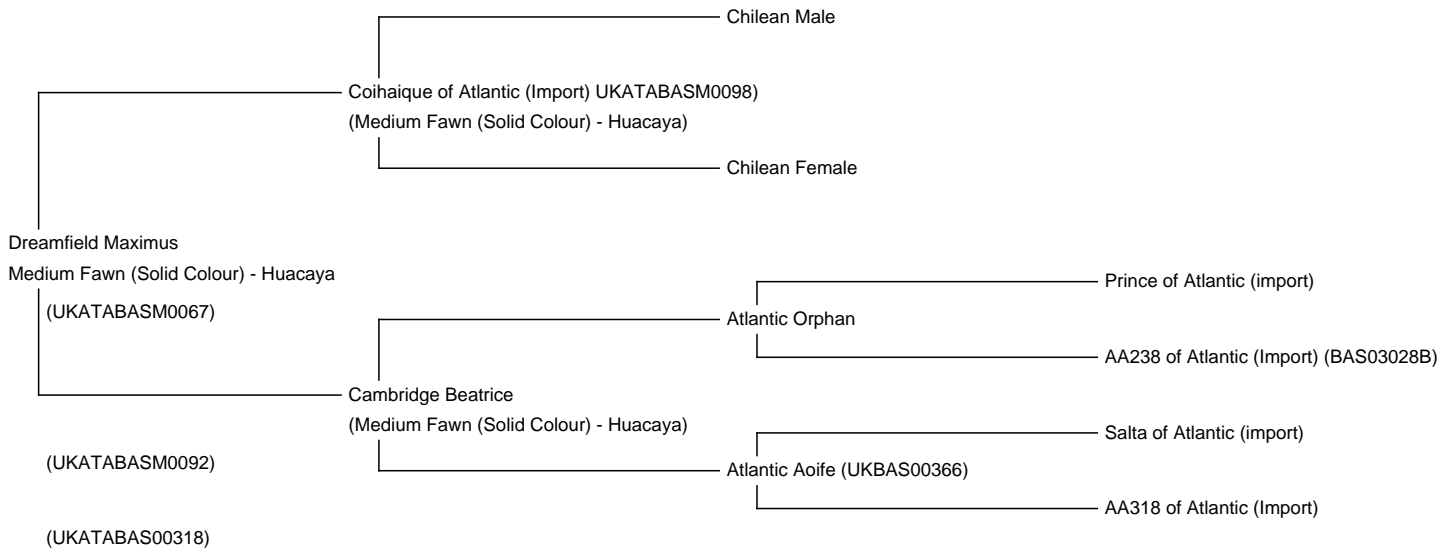 Chilean Male
Coihaique of Atlantic (Import) UKATABASM0098)
(Medium Fawn (Solid Colour) - Huacaya)
Chilean Female
Dreamfield Maximus
Medium Fawn (Solid Colour) - Huacaya
(UKATABASM0067)
Prince of Atlantic (import)
Atlantic Orphan
AA238 of Atlantic (Import) (BAS03028B)
Cambridge Beatrice
(Medium Fawn (Solid Colour) - Huacaya)
Salta of Atlantic (import)
(UKATABASM0092)
Atlantic Aoife (UKBAS00366)
AA318 of Atlantic (Import)
(UKATABAS00318)